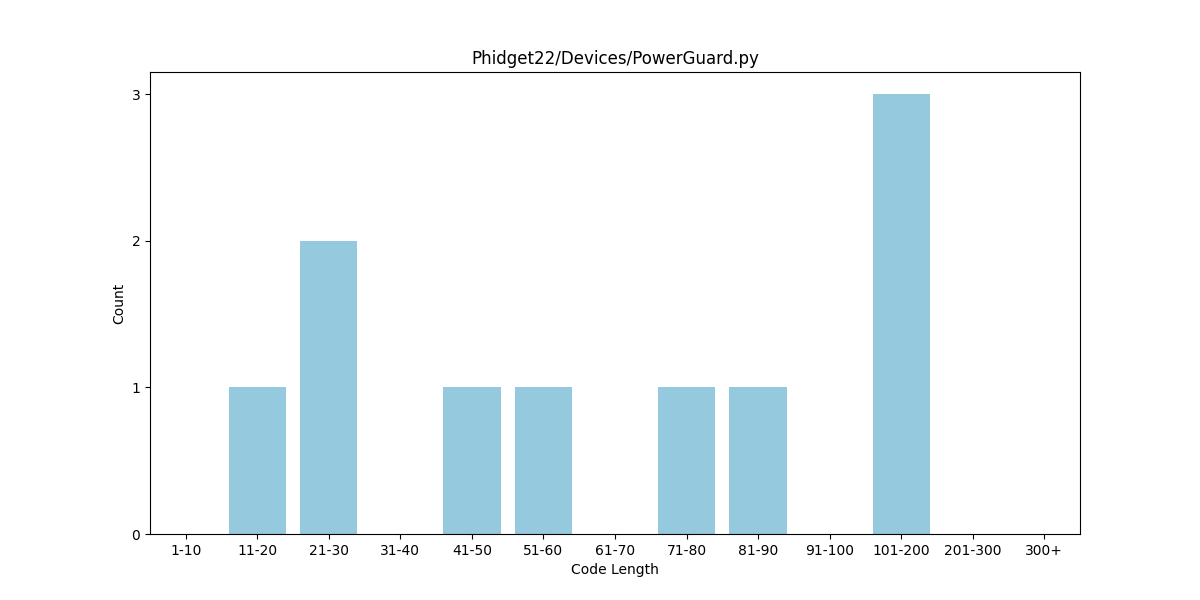 Phidget22/Devices/PowerGuard.py
3
2
1
0
Count
1-10 11-20 21-30 31-40 41-50 51-60 61-70 71-80 81-90 91-100 101-200 201-300 300+
Code Length